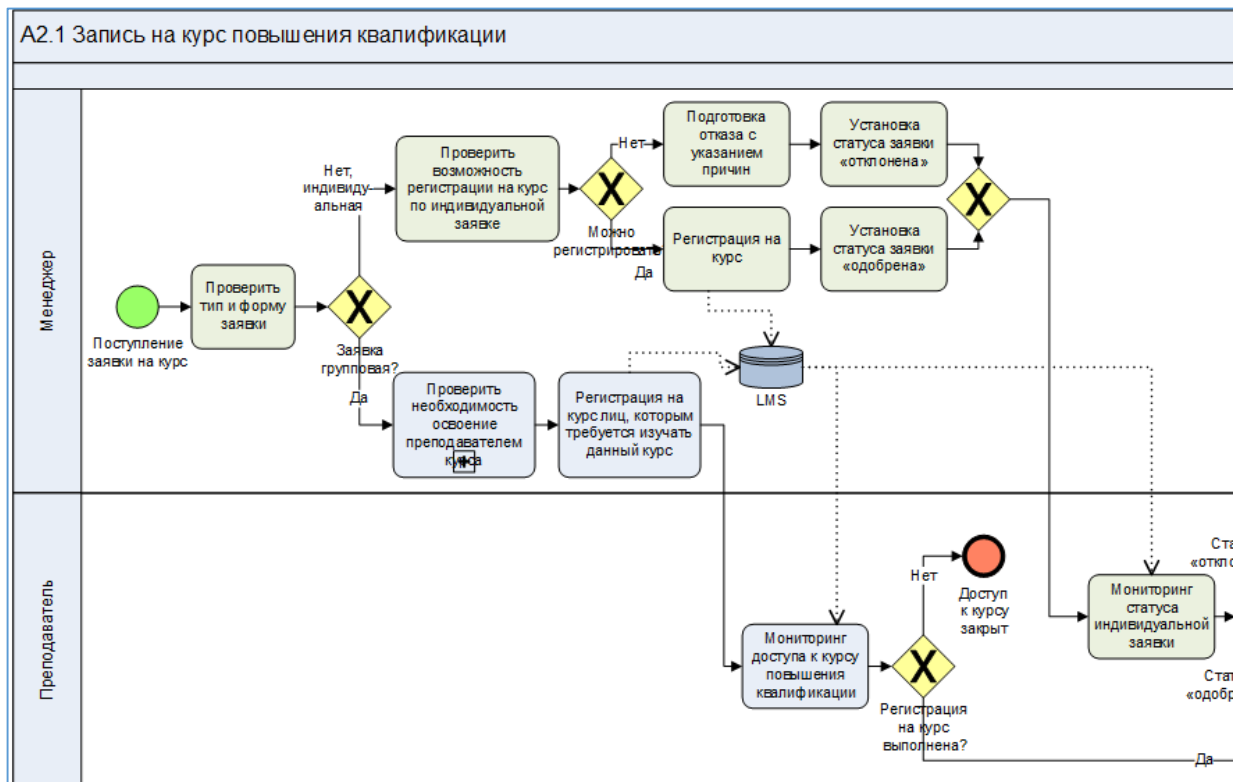 А2.1 Запись на курс повышения квалификации
Менеджер
Поступление
заявки на курс
Проверить
тип и форму
заявки
Заявка
групповая?
Нет,
индивиду-
альная
Да
Проверить
возможность
регистрации на курс
по индивидуальной
заявке
Можно
регистрировать
Нет
Да
Подготовка
отказа с
указанием
причин
Установка
статуса заявки
«отклонена»
Регистрация на
курс
Установка
статуса заявки
«одобрена»
Проверить
необходимость
освоение
преподавателем
курса
Регистрация на
курс лиц, которым
требуется изучать
данный курс
LMS
Преподаватель
Мониторинг
доступа к курсу
повышения
квалификации
Регистрация
на курс
выполнена?
Нет
Да
Доступ
к курсу
закрыт
Мониторинг
статуса
индивидуальной
заявки
Ста
«откло
Ста
«одобр